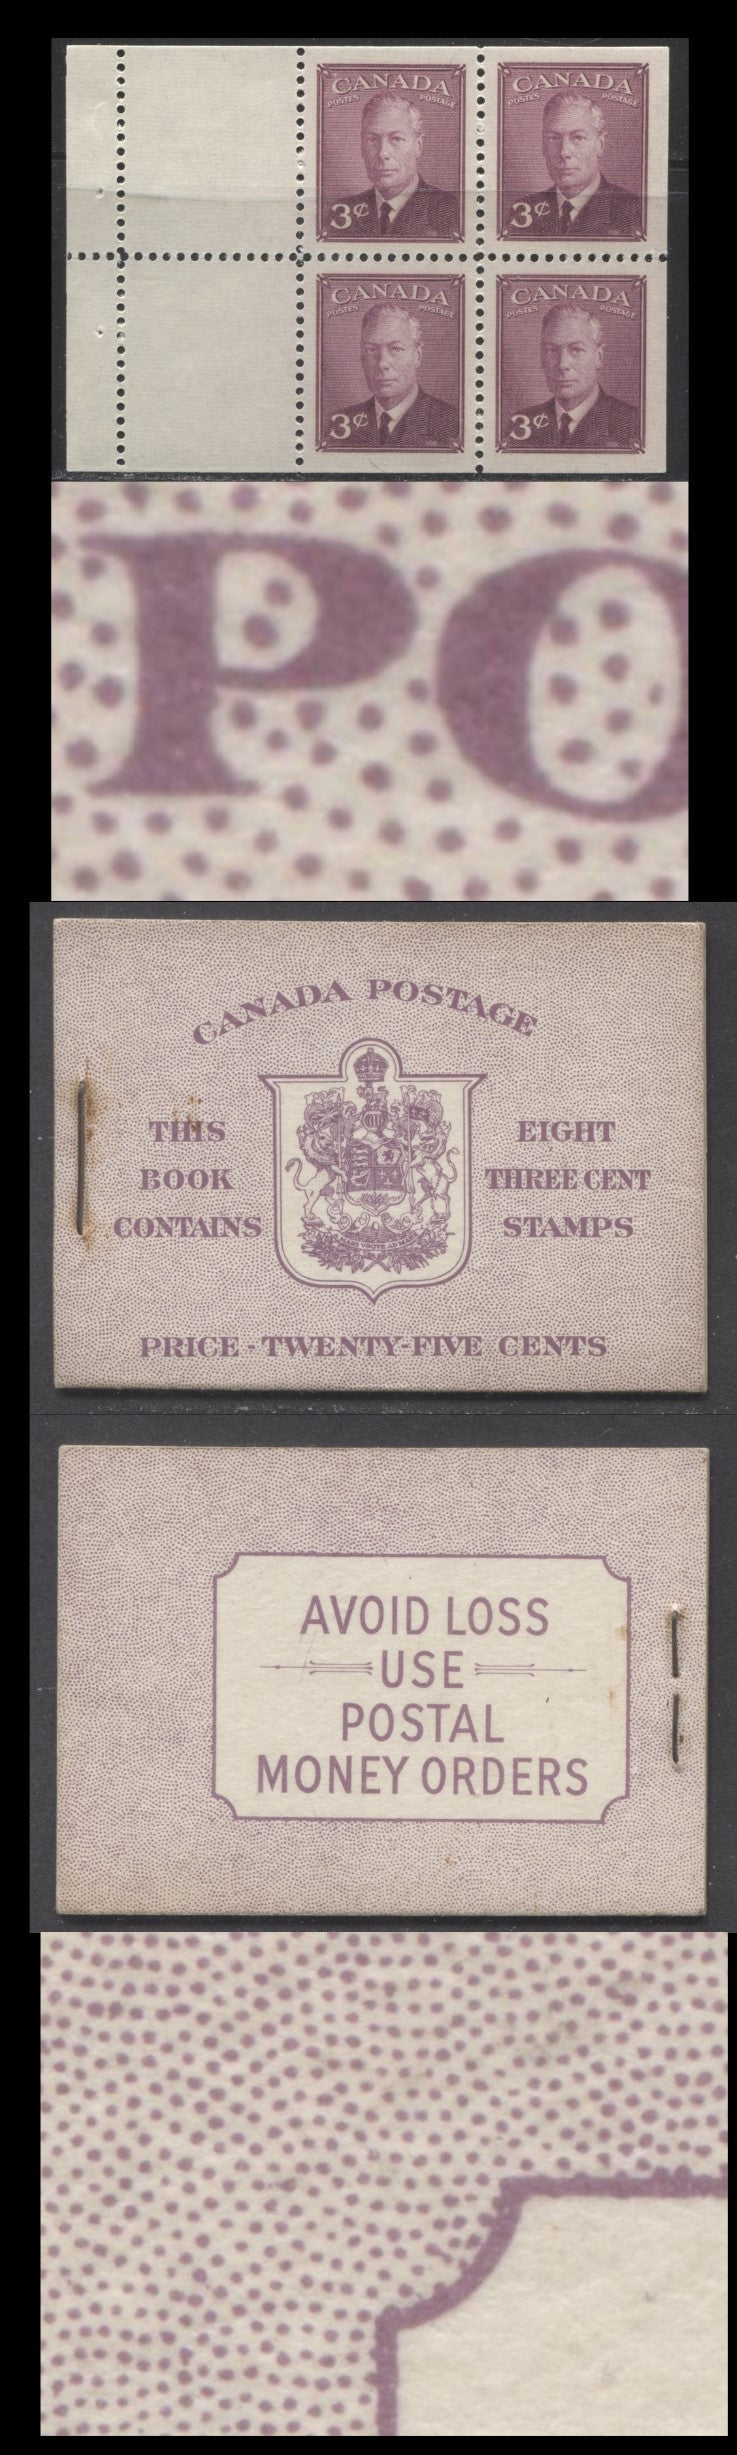 CANADA
POSTES POSTAGE
3¢
CANADA
POSTES POSTAGE
3¢
CANADA
POSTES POSTAGE
3¢
CANADA
POSTES POSTAGE
3¢
PO
CANADA POSTAGE
THIS
BOOK
CONTAINS
EIGHT
THREE CENT
STAMPS
PRICE - TWENTY-FIVE CENTS
AVOID LOSS
USE
POSTAL
MONEY ORDERS